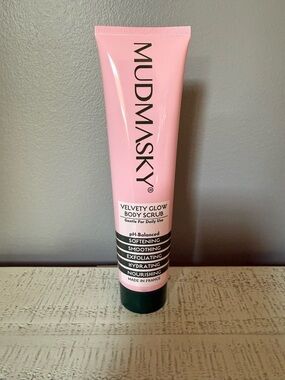 MUDMASKY®
VELVETY GLOW
BODY SCRUB
Gentle For Daily Use
pH-Balanced
SOFTENING
SMOOTHING
EXFOLIATING
HYDRATING
NOURISHING
MADE IN FRANCE